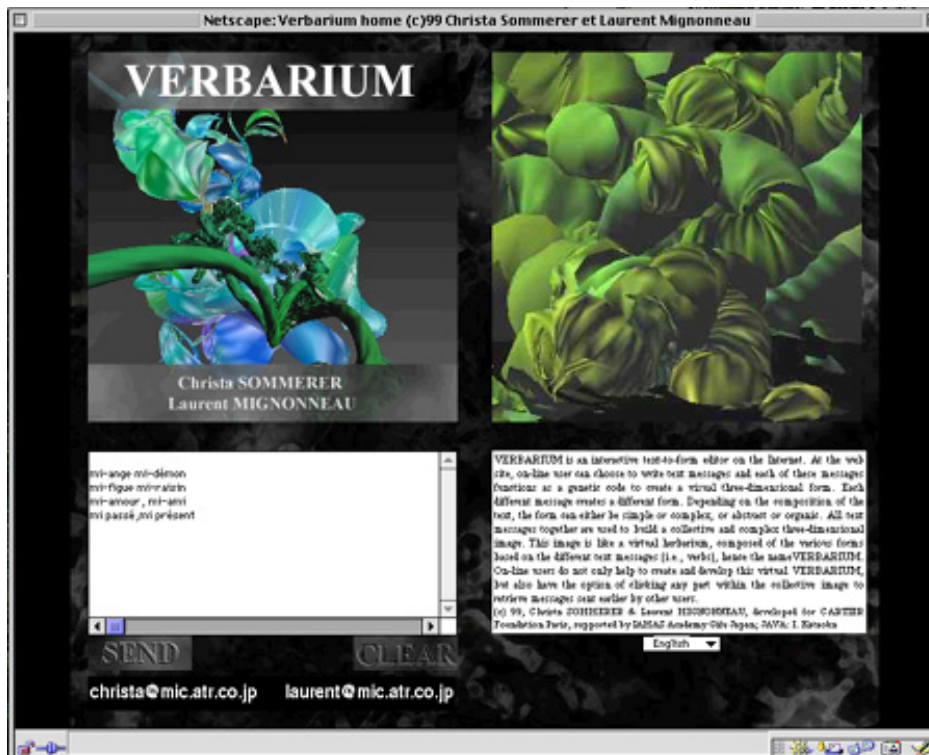 Netscape: Verbarium home (c)99 Christa Sommerer et Laurent Mignonneau
VERBARIUM
Christa SOMMERER
Laurent MIGNONNEAU
mi-ange mi-démon
mi-figue mi-raisin
mi-amour , mi-ami
mi passé,mi présent
SEND
CLEAR
christa@mic.atr.co.jp
laurent@mic.atr.co.jp
VERBARIUM is an interactive text-to-form editor on the Internet. At the web
site, on-line user can choose to write text messages and each of these messages
functions as a genetic code to create a virtual three-dimensional form. Each
different message creates a different form. Depending on the composition of the
text, the form can either be simple or complex, or abstract or organic. All text
messages together are used to build a collective and complex three-dimensional
image. This image is like a virtual herbarium, composed of the various forms
based on the different text messages (i.e., verbs), hence the nameVERBARIUM.
On-line users do not only help to create and develop this virtual VERBARIUM,
but also have the option of clicking any part within the collective image to
retrieve messages sent earlier by other users.
(c) 99, Christa SOMMERER & Laurent MIGNONNEAU, developed for CARTIER
Foundation Paris, supported by IAMAS Academy Gifu Japan; JAVA: I.
English